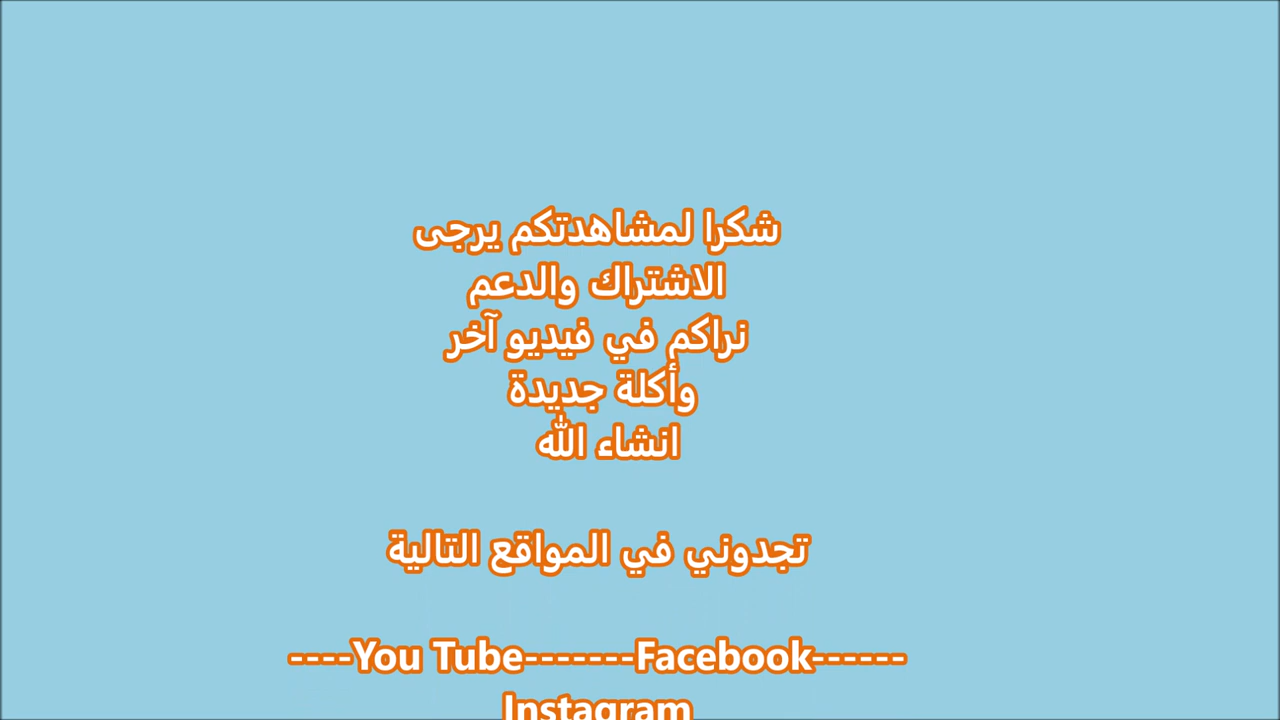 شكرا لمشاهدتكم يرجى
الاشتراك والدعم
نراكم في فيديو آخر
وأكلة جديدة
انشاء الله
تجدوني في المواقع التالية
----You Tube-------Facebook------
Instagram